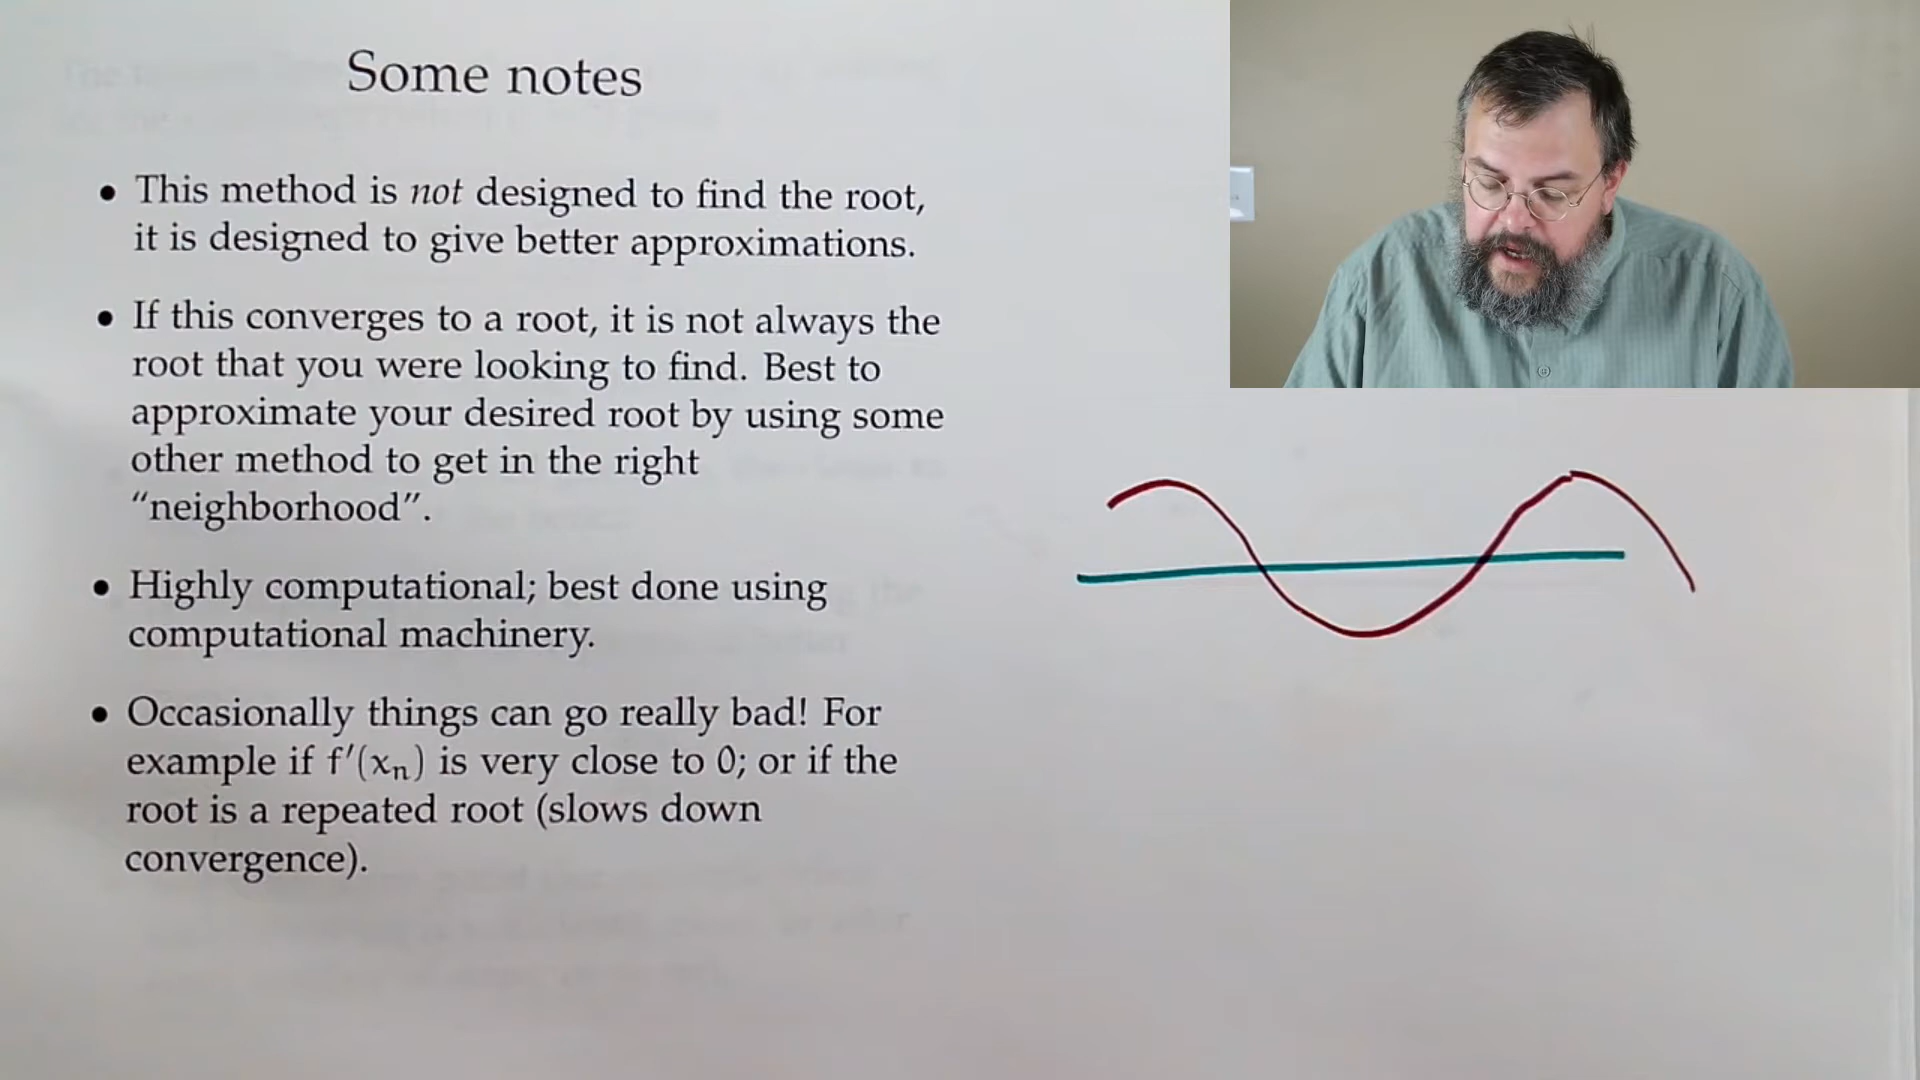 Some notes
• This method is not designed to find the root,
it is designed to give better approximations.
• If this converges to a root, it is not always the
root that you were looking to find. Best to
approximate your desired root by using some
other method to get in the right
“neighborhood”.
• Highly computational; best done using
computational machinery.
• Occasionally things can go really bad! For
example if f′(xₙ) is very close to 0; or if the
root is a repeated root (slows down
convergence).